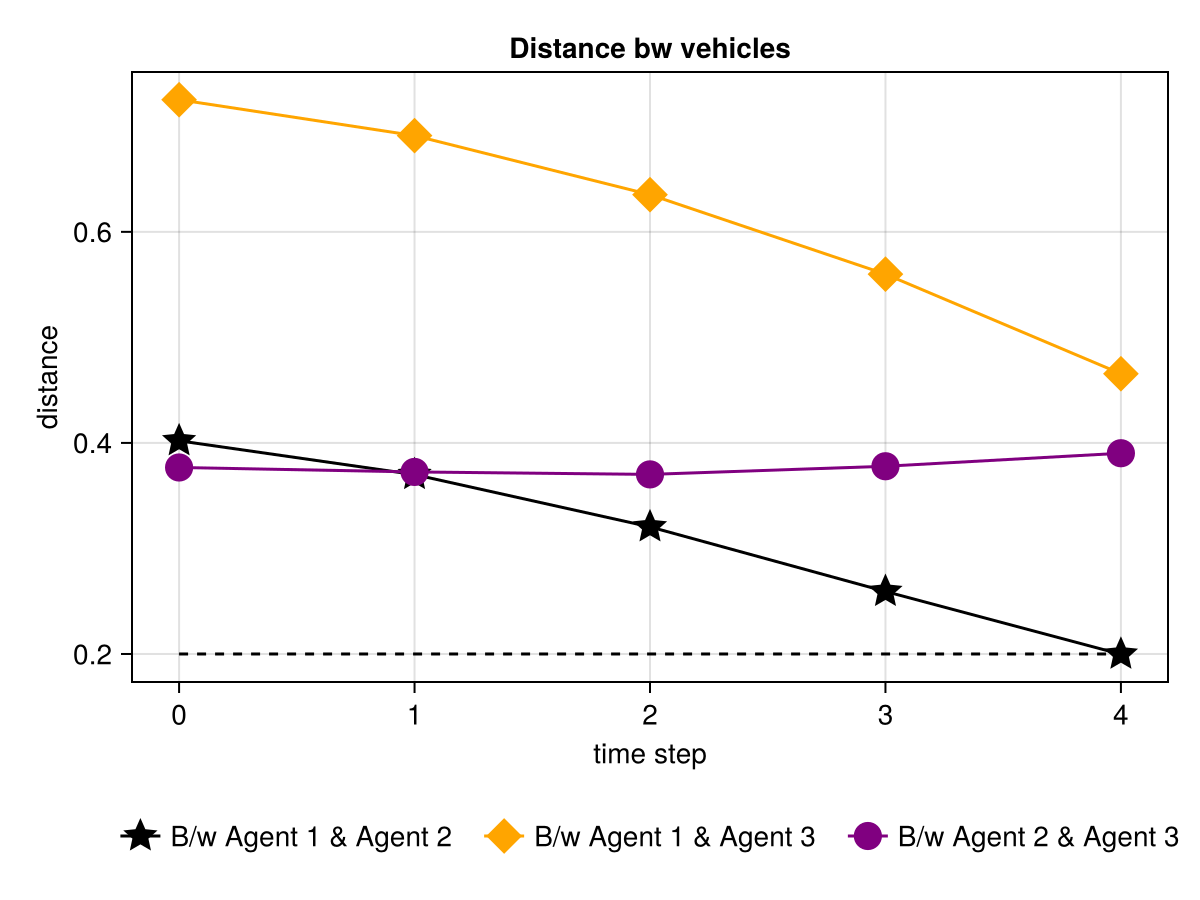 Distance bw vehicles
distance
0.6
0.4
0.2
0 1 2 3 4
time step
B/w Agent 1 & Agent 2 B/w Agent 1 & Agent 3 B/w Agent 2 & Agent 3